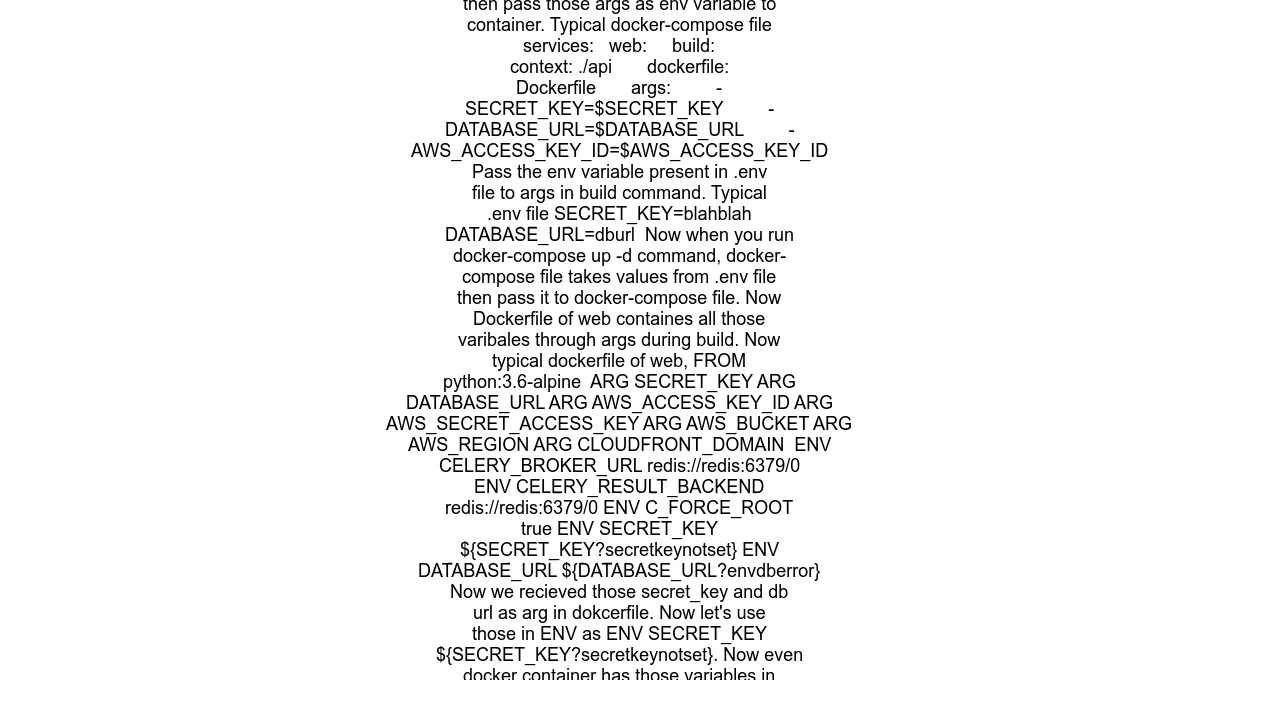 then pass those args as env variable to
container. Typical docker-compose file
services:   web:     build:
context: ./api       dockerfile:
Dockerfile       args:         -
SECRET_KEY=$SECRET_KEY         -
DATABASE_URL=$DATABASE_URL         -
AWS_ACCESS_KEY_ID=$AWS_ACCESS_KEY_ID
Pass the env variable present in .env
file to args in build command. Typical
.env file SECRET_KEY=blahblah
DATABASE_URL=dburl  Now when you run
docker-compose up -d command, docker-
compose file takes values from .env file
then pass it to docker-compose file. Now
Dockerfile of web containes all those
varibales through args during build. Now
typical dockerfile of web, FROM
python:3.6-alpine  ARG SECRET_KEY ARG
DATABASE_URL ARG AWS_ACCESS_KEY_ID ARG
AWS_SECRET_ACCESS_KEY ARG AWS_BUCKET ARG
AWS_REGION ARG CLOUDFRONT_DOMAIN  ENV
CELERY_BROKER_URL redis://redis:6379/0
ENV CELERY_RESULT_BACKEND
redis://redis:6379/0 ENV C_FORCE_ROOT
true ENV SECRET_KEY
${SECRET_KEY?secretkeynotset} ENV
DATABASE_URL ${DATABASE_URL?envdberror}
Now we recieved those secret_key and db
url as arg in dokcerfile. Now let's use
those in ENV as ENV SECRET_KEY
${SECRET_KEY?secretkeynotset}. Now even
docker container has those variables in